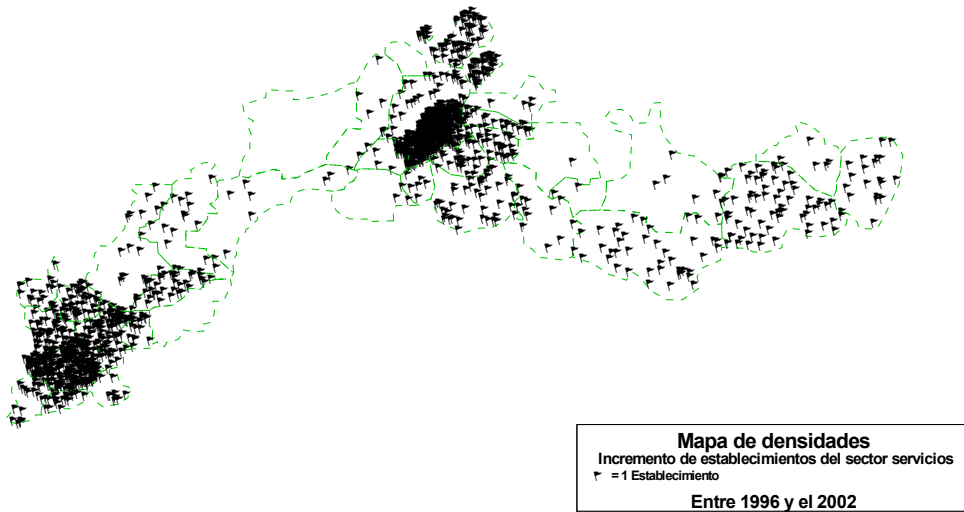 Mapa de densidades
Incremento de establecimientos del sector servicios
= 1 Establecimiento
Entre 1996 y el 2002